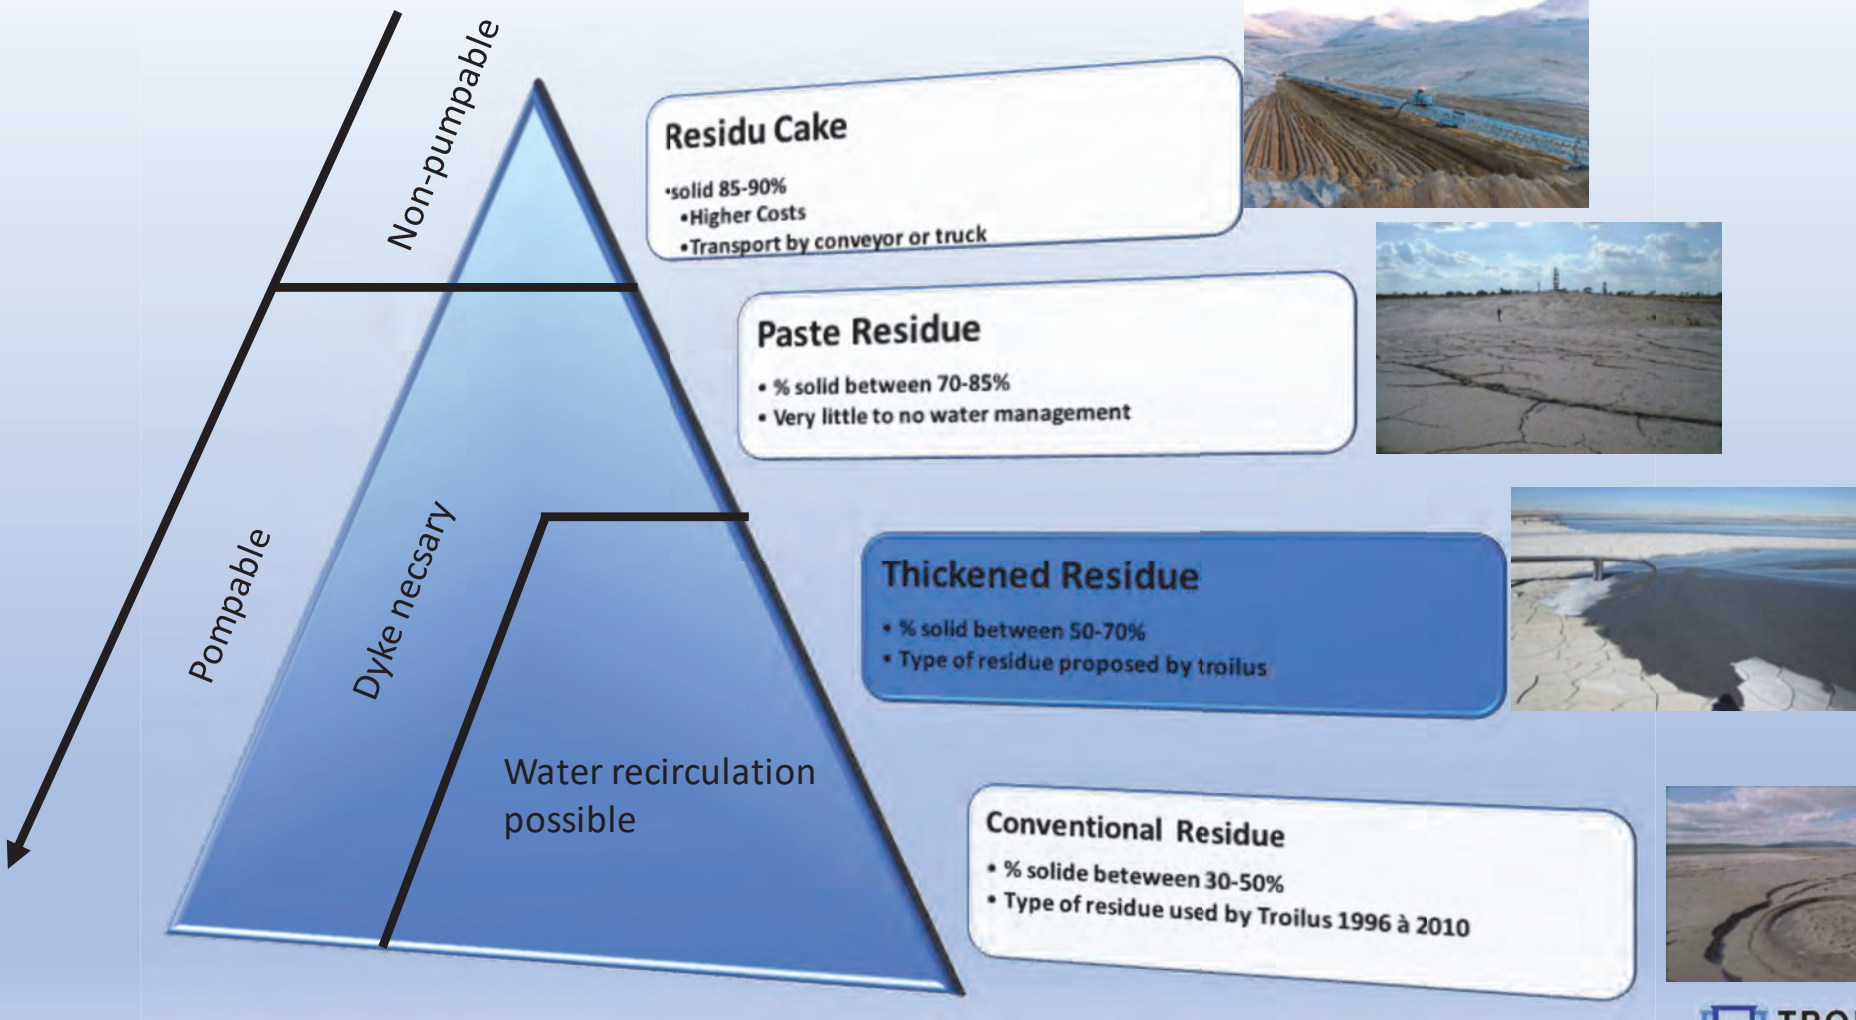 Non-pumpable
Pompable
Dyke necsary
Water recirculation
possible
Residu Cake
•solid 85-90%
•Higher Costs
•Transport by conveyor or truck
Paste Residue
• % solid between 70-85%
• Very little to no water management
Thickened Residue
• % solid between 50-70%
• Type of residue proposed by troilus
Conventional Residue
• % solide beteween 30-50%
• Type of residue used by Troilus 1996 à 2010